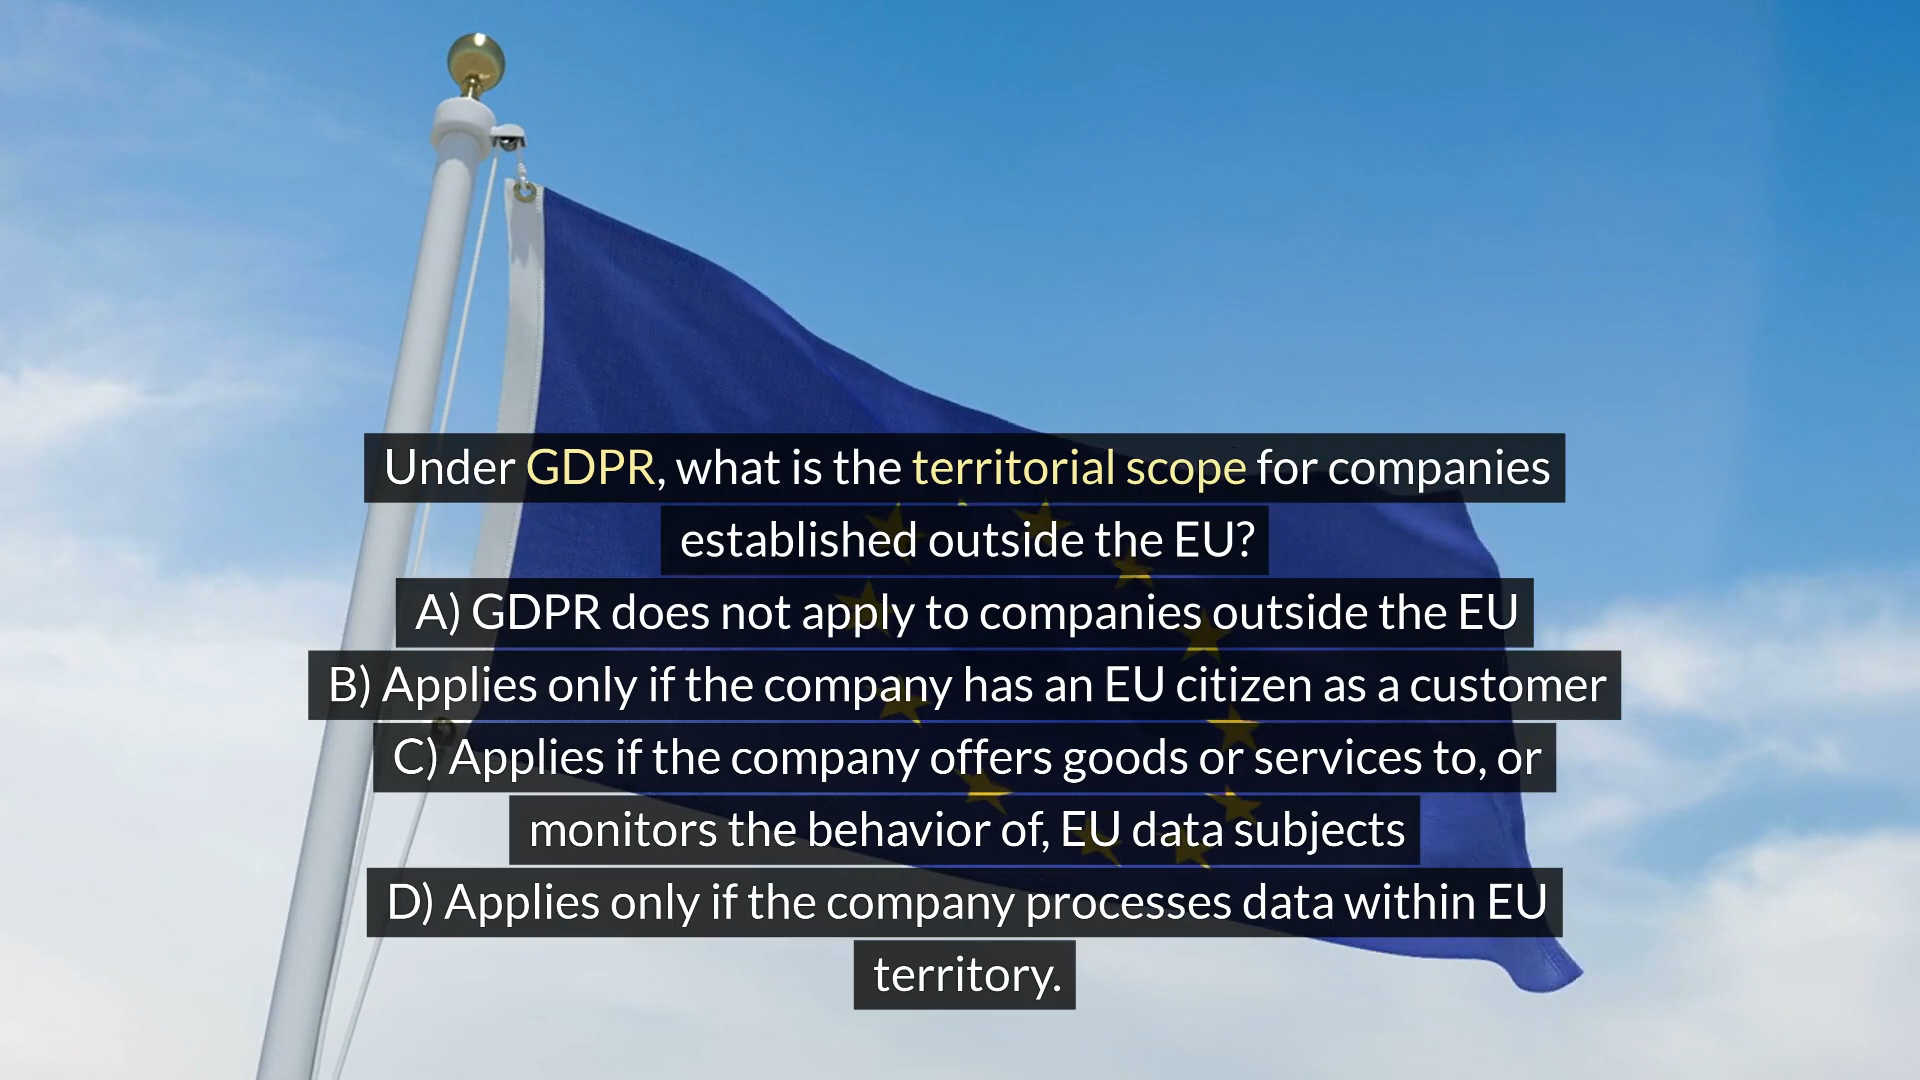 Under GDPR, what is the territorial scope for companies
established outside the EU?
A) GDPR does not apply to companies outside the EU
B) Applies only if the company has an EU citizen as a customer
C) Applies if the company offers goods or services to, or
monitors the behavior of, EU data subjects
D) Applies only if the company processes data within EU
territory.